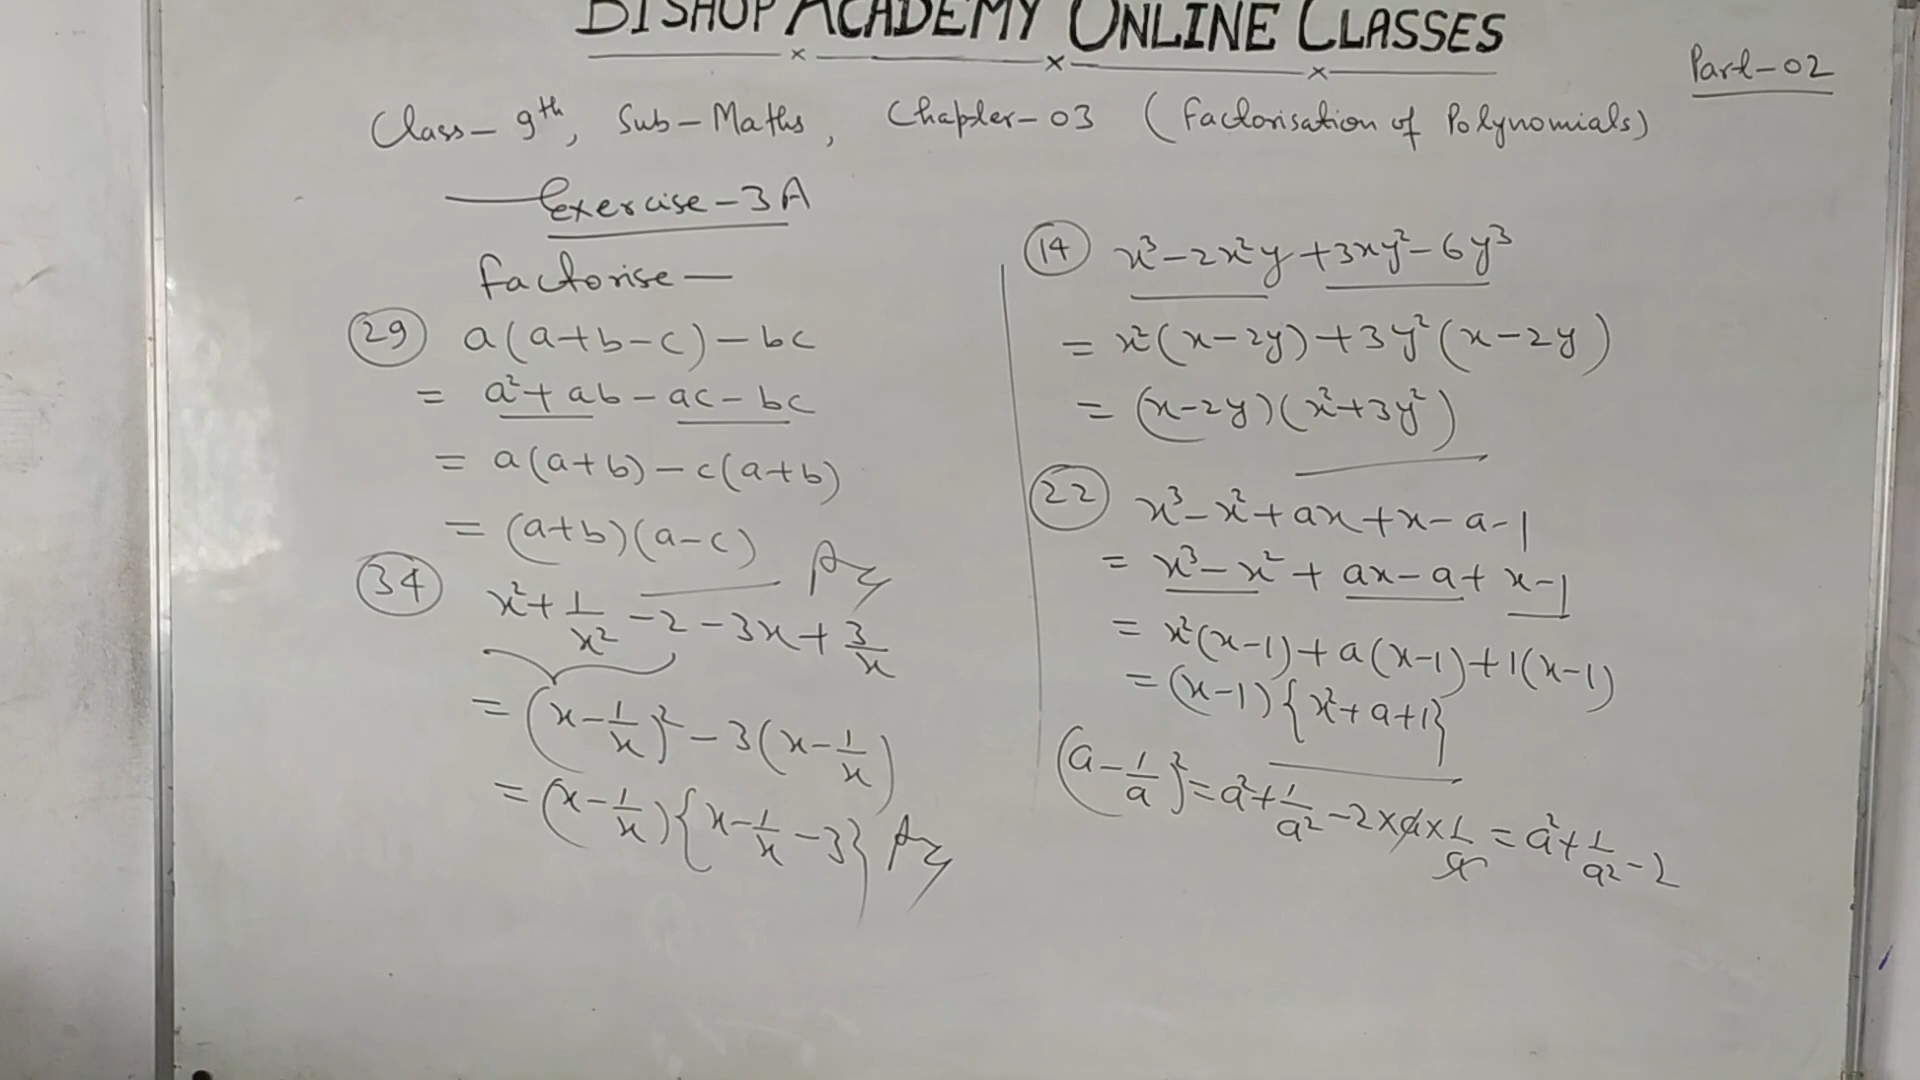 BISHOP ACADEMY ONLINE CLASSES
Part-02
Class-9th, Sub-Maths, Chapter-03 (Factorisation of Polynomials)
Exercise-3A
factorise-
(29) a(a+b-c)-bc
= a²+ab-ac-bc
= a(a+b)-c(a+b)
= (a+b)(a-c)
(34) x²+1/x²-2-3x+3/x
= (x-1/x)²-3(x-1/x)
= (x-1/x){x-1/x-3}
(14) x³-2x²y+3xy²-6y³
= x²(x-2y)+3y²(x-2y)
= (x-2y)(x²+3y²)
(22) x³-x²+ax+x-a-1
= x³-x²+ax-a+x-1
= x²(x-1)+a(x-1)+1(x-1)
= (x-1){x²+a+1}
(a-1/a)²=a²+1/a²-2×a×1/a=a²+1/a²-2